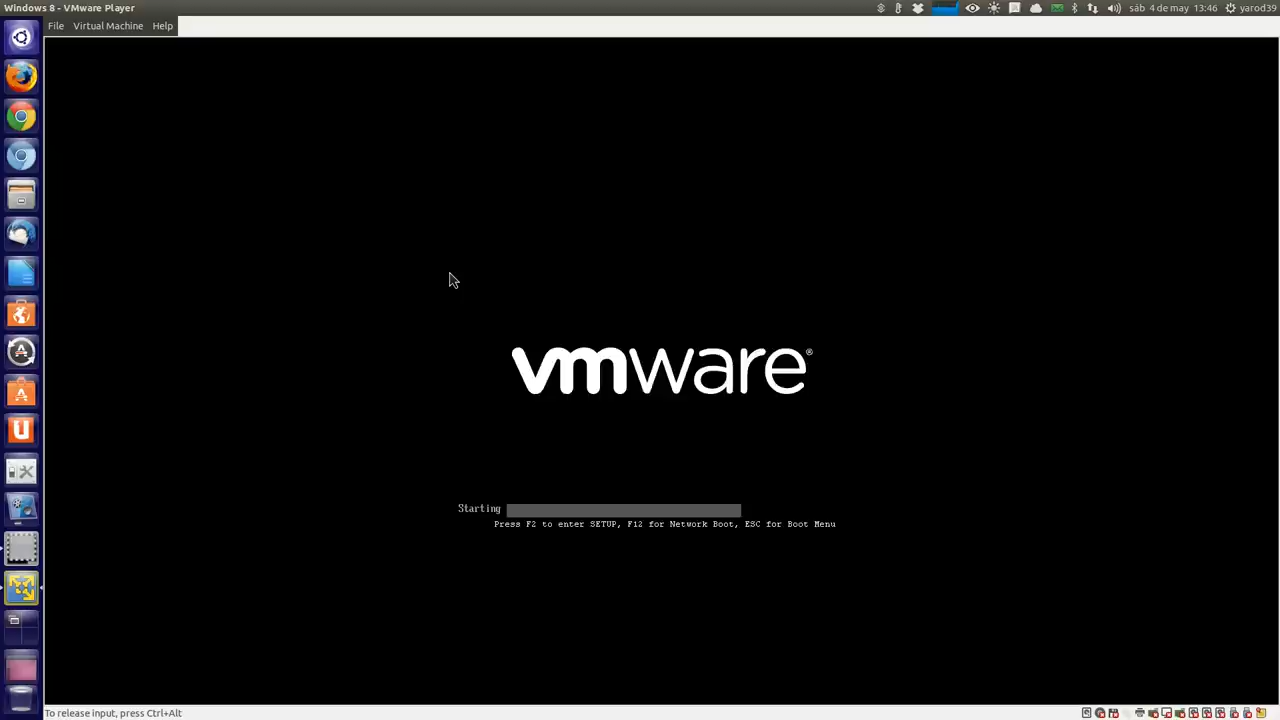 Windows 8 - VMware Player
sáb 4 de may 13:46 yarod39
File Virtual Machine Help
vmware®
Starting
Press F2 to enter SETUP, F12 for Network Boot, ESC for Boot Menu
To release input, press Ctrl+Alt